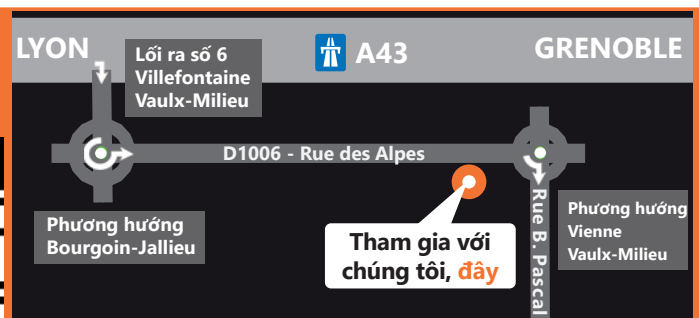 LYON
A43
GRENOBLE
Lối ra số 6
Villefontaine
Vaulx-Milieu
D1006 - Rue des Alpes
Phương hướng
Bourgoin-Jallieu
Tham gia với
chúng tôi, đây
Rue B. Pascal
Phương hướng
Vienne
Vaulx-Milieu